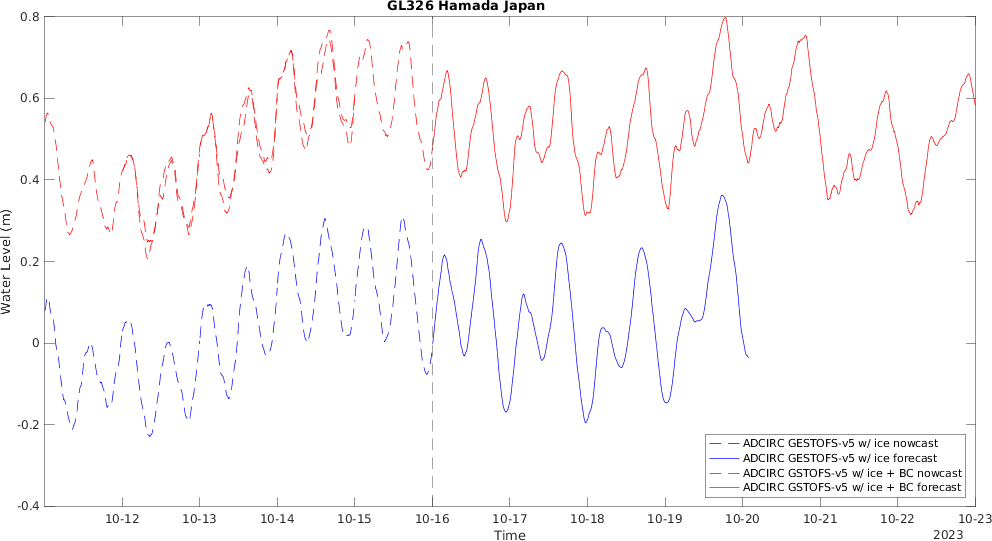 GL326 Hamada Japan
0.8
0.6
0.4
0.2
0
-0.2
-0.4
Water Level (m)
10-12 10-13 10-14 10-15 10-16 10-17 10-18 10-19 10-20 10-21 10-22 10-23
Time
2023
ADCIRC GESTOFS-v5 w/ ice nowcast
ADCIRC GESTOFS-v5 w/ ice forecast
ADCIRC GSTOFS-v5 w/ ice + BC nowcast
ADCIRC GSTOFS-v5 w/ ice + BC forecast